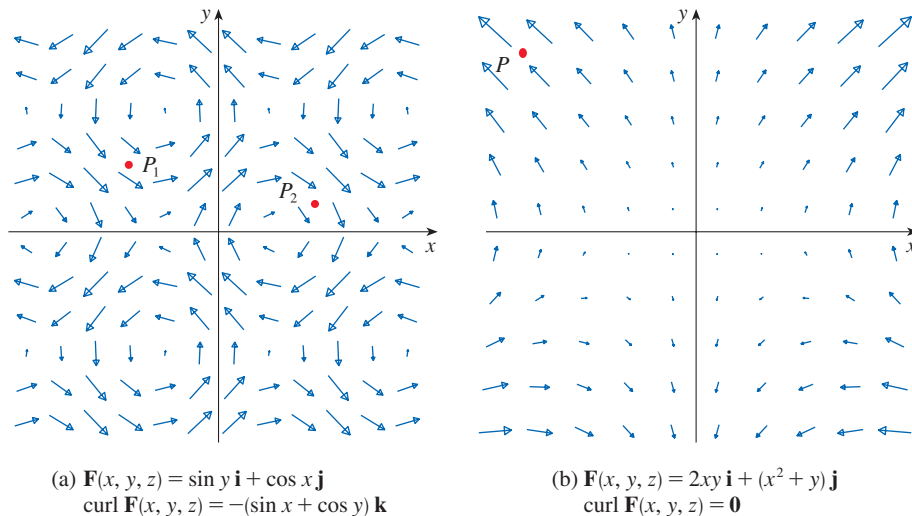 y
P₁
P₂
x
(a) F(x, y, z) = sin y i + cos x j
curl F(x, y, z) = −(sin x + cos y) k
y
P
x
(b) F(x, y, z) = 2xy i + (x² + y) j
curl F(x, y, z) = 0